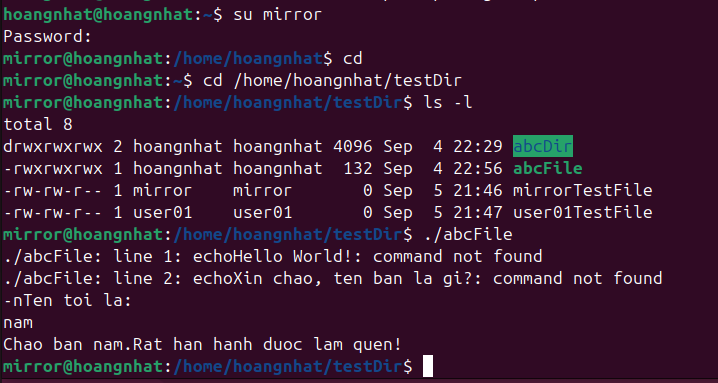 hoangnhat@hoangnhat:~$ su mirror
Password:
mirror@hoangnhat:/home/hoangnhat$ cd
mirror@hoangnhat:~$ cd /home/hoangnhat/testDir
mirror@hoangnhat:/home/hoangnhat/testDir$ ls -l
total 8
drwxrwxrwx 2 hoangnhat hoangnhat 4096 Sep  4 22:29 abcDir
-rwxrwxrwx 1 hoangnhat hoangnhat  132 Sep  4 22:56 abcFile
-rw-rw-r-- 1 mirror    mirror       0 Sep  5 21:46 mirrorTestFile
-rw-rw-r-- 1 user01    user01       0 Sep  5 21:47 user01TestFile
mirror@hoangnhat:/home/hoangnhat/testDir$ ./abcFile
./abcFile: line 1: echoHello World!: command not found
./abcFile: line 2: echoXin chao, ten ban la gi?: command not found
-nTen toi la:
nam
Chao ban nam.Rat han hanh duoc lam quen!
mirror@hoangnhat:/home/hoangnhat/testDir$